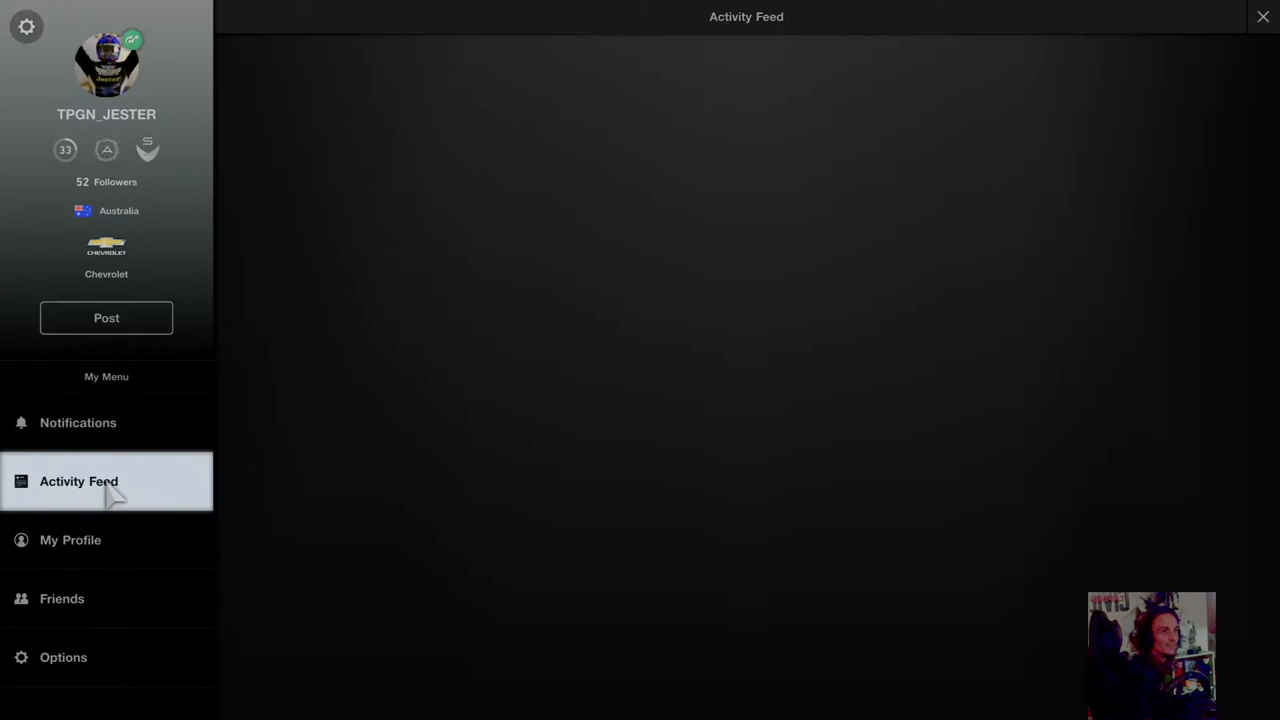 Activity Feed
Jester
TPGN_JESTER
33
S
52 Followers
Australia
CHEVROLET
Chevrolet
Post
My Menu
Notifications
Activity Feed
My Profile
Friends
Options